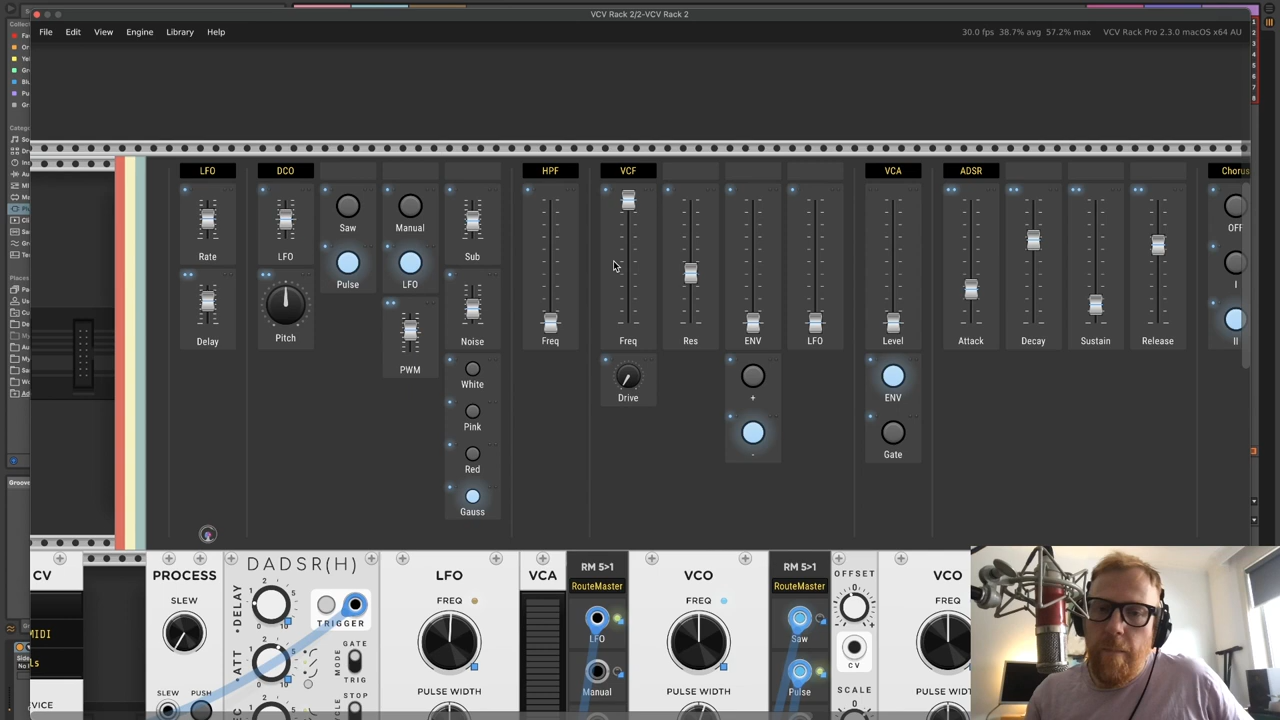 VCV Rack 2/2-VCV Rack 2
File Edit View Engine Library Help
30.0 fps 38.7% avg 57.2% max VCV Rack Pro 2.3.0 macOS x64 AU
LFO DCO HPF VCF VCA ADSR Chorus
Saw Manual
OFF
Rate LFO Sub
Pulse LFO
I
Delay Pitch Noise Freq Freq Res ENV LFO Level Attack Decay Sustain Release II
PWM
White
Drive + ENV
Pink
Red - Gate
Gauss
CV PROCESS DADSR(H) LFO VCA RM 5>1 VCO RM 5>1 OFFSET VCO
RouteMaster RouteMaster
SLEW DELAY TRIGGER FREQ FREQ FREQ
LFO Saw
MIDI
GATE
MODE
TRIG
ATT
CV
Manual Pulse
SLEW PUSH PULSE WIDTH PULSE WIDTH SCALE PULSE
STOP
VICE
Places
Groove